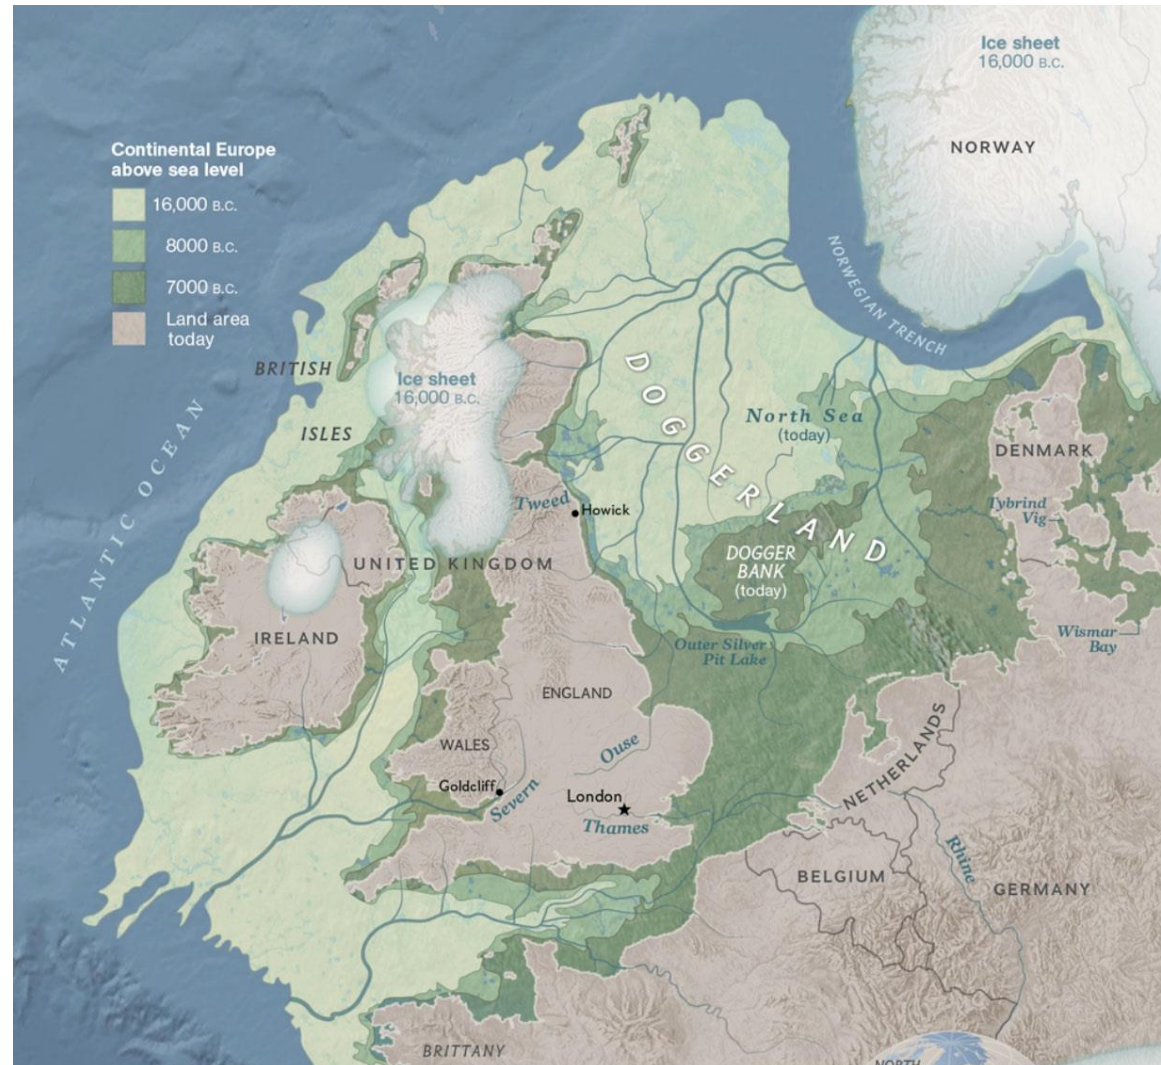 Ice sheet
16,000 B.C.
NORWAY
Continental Europe
above sea level
16,000 B.C.
8000 B.C.
7000 B.C.
Land area
today
NORWEGIAN TRENCH
BRITISH
ISLES
Ice sheet
16,000 B.C.
ATLANTIC OCEAN
DOGGERLAND
North Sea
(today)
DENMARK
Tybrind
Vig
Tweed
Howick
DOGGER
BANK
(today)
UNITED KINGDOM
IRELAND
Outer Silver
Pit Lake
Wismar
Bay
ENGLAND
WALES
Ouse
NETHERLANDS
Goldcliff
Severn
London
Thames
Rhine
BELGIUM
GERMANY
BRITTANY
NORTH